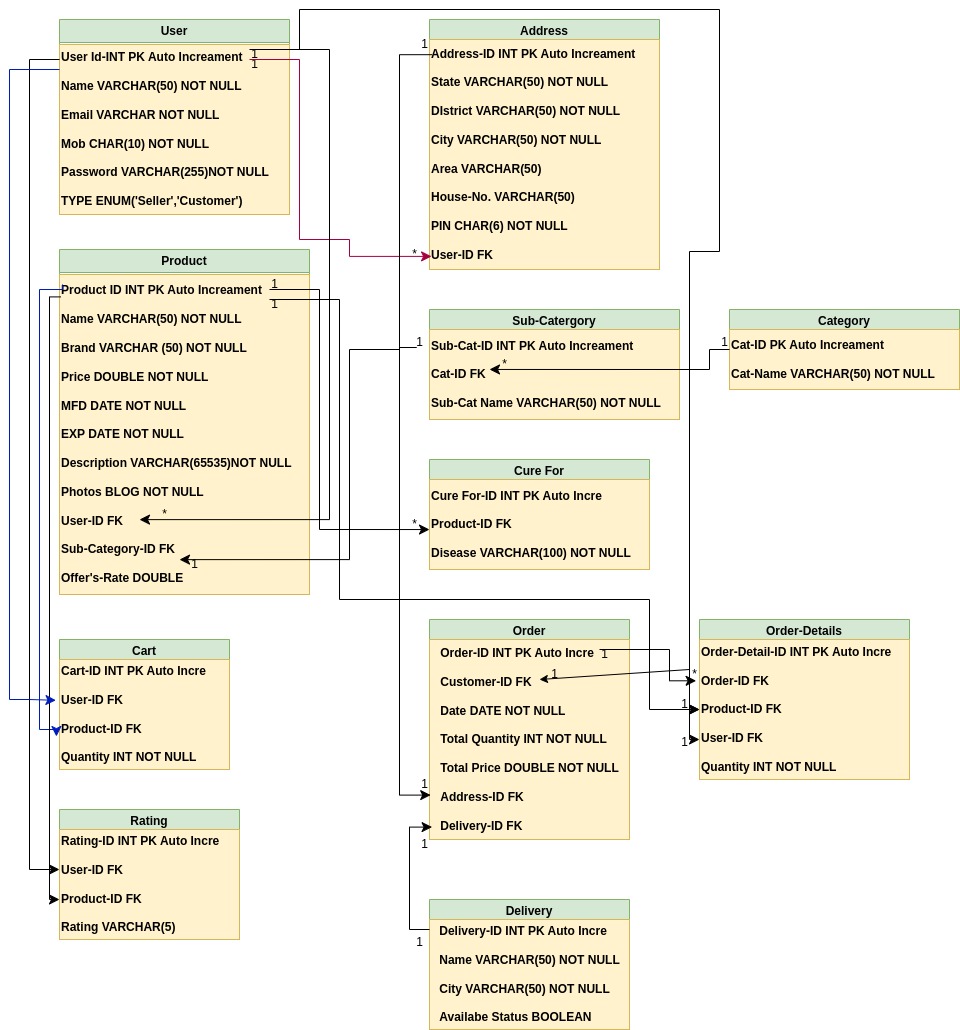 User
User Id-INT PK Auto Increament
1
1
Name VARCHAR(50) NOT NULL
Email VARCHAR NOT NULL
Mob CHAR(10) NOT NULL
Password VARCHAR(255)NOT NULL
TYPE ENUM('Seller','Customer')
Address
1
Address-ID INT PK Auto Increament
State VARCHAR(50) NOT NULL
DIstrict VARCHAR(50) NOT NULL
City VARCHAR(50) NOT NULL
Area VARCHAR(50)
House-No. VARCHAR(50)
PIN CHAR(6) NOT NULL
* User-ID FK
Product
Product ID INT PK Auto Increament
1
1
Name VARCHAR(50) NOT NULL
Brand VARCHAR (50) NOT NULL
Price DOUBLE NOT NULL
MFD DATE NOT NULL
EXP DATE NOT NULL
Description VARCHAR(65535)NOT NULL
Photos BLOG NOT NULL
User-ID FK *
Sub-Category-ID FK
1
Offer's-Rate DOUBLE
Sub-Catergory
1 Sub-Cat-ID INT PK Auto Increament
Cat-ID FK *
Sub-Cat Name VARCHAR(50) NOT NULL
Category
1 Cat-ID PK Auto Increament
Cat-Name VARCHAR(50) NOT NULL
Cure For
Cure For-ID INT PK Auto Incre
* Product-ID FK
Disease VARCHAR(100) NOT NULL
Cart
Cart-ID INT PK Auto Incre
User-ID FK
Product-ID FK
Quantity INT NOT NULL
Order
Order-ID INT PK Auto Incre 1
Customer-ID FK 1
Date DATE NOT NULL
Total Quantity INT NOT NULL
Total Price DOUBLE NOT NULL
1
Address-ID FK
Delivery-ID FK
1
Order-Details
Order-Detail-ID INT PK Auto Incre
* Order-ID FK
1 Product-ID FK
1 User-ID FK
Quantity INT NOT NULL
Rating
Rating-ID INT PK Auto Incre
User-ID FK
Product-ID FK
Rating VARCHAR(5)
Delivery
Delivery-ID INT PK Auto Incre
1
Name VARCHAR(50) NOT NULL
City VARCHAR(50) NOT NULL
Availabe Status BOOLEAN